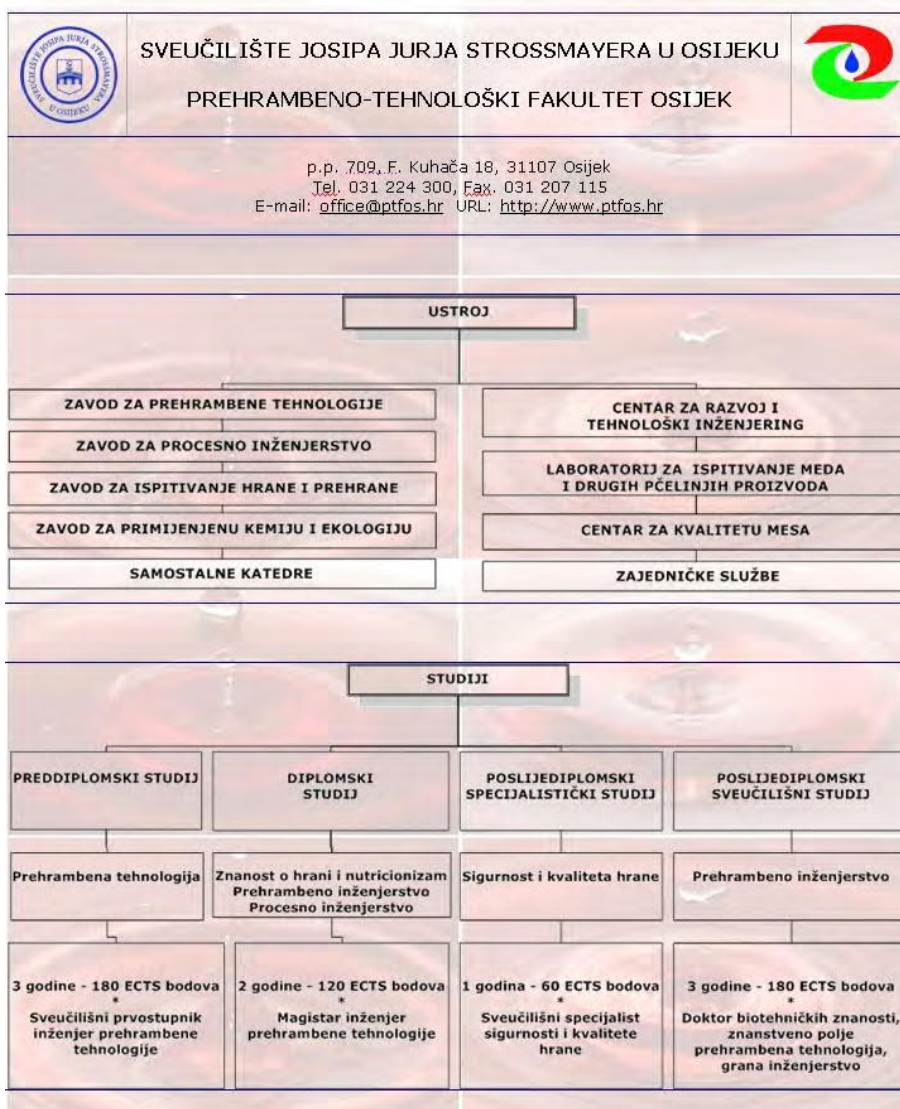 SVEUČILIŠTE JOSIPA JURJA STROSSMAYERA U OSIJEKU
PREHRAMBENO-TEHNOLOŠKI FAKULTET OSIJEK
SVEUČILIŠTE JOSIPA JURJA STROSSMAYERA
U OSIJEKU
p.p. 709, F. Kuhača 18, 31107 Osijek
Tel. 031 224 300, Fax. 031 207 115
E-mail: office@ptfos.hr URL: http://www.ptfos.hr
USTROJ
ZAVOD ZA PREHRAMBENE TEHNOLOGIJE
ZAVOD ZA PROCESNO INŽENJERSTVO
ZAVOD ZA ISPITIVANJE HRANE I PREHRANE
ZAVOD ZA PRIMIJENJENU KEMIJU I EKOLOGIJU
SAMOSTALNE KATEDRE
CENTAR ZA RAZVOJ I
TEHNOLOŠKI INŽENJERING
LABORATORIJ ZA ISPITIVANJE MEDA
I DRUGIH PČELINJIH PROIZVODA
CENTAR ZA KVALITETU MESA
ZAJEDNIČKE SLUŽBE
STUDIJI
PREDDIPLOMSKI STUDIJ
Prehrambena tehnologija
3 godine - 180 ECTS bodova
*
Sveučilišni prvostupnik
inženjer prehrambene
tehnologije
DIPLOMSKI
STUDIJ
Znanost o hrani i nutricionizam
Prehrambeno inženjerstvo
Procesno inženjerstvo
2 godine - 120 ECTS bodova
*
Magistar inženjer
prehrambene tehnologije
POSLIJEDIPLOMSKI
SPECIJALISTIČKI STUDIJ
Sigurnost i kvaliteta hrane
1 godina - 60 ECTS bodova
*
Sveučilišni specijalist
sigurnosti i kvalitete
hrane
POSLIJEDIPLOMSKI
SVEUČILIŠNI STUDIJ
Prehrambeno inženjerstvo
3 godine - 180 ECTS bodova
*
Doktor biotehničkih znanosti,
znanstveno polje
prehrambena tehnologija,
grana inženjerstvo